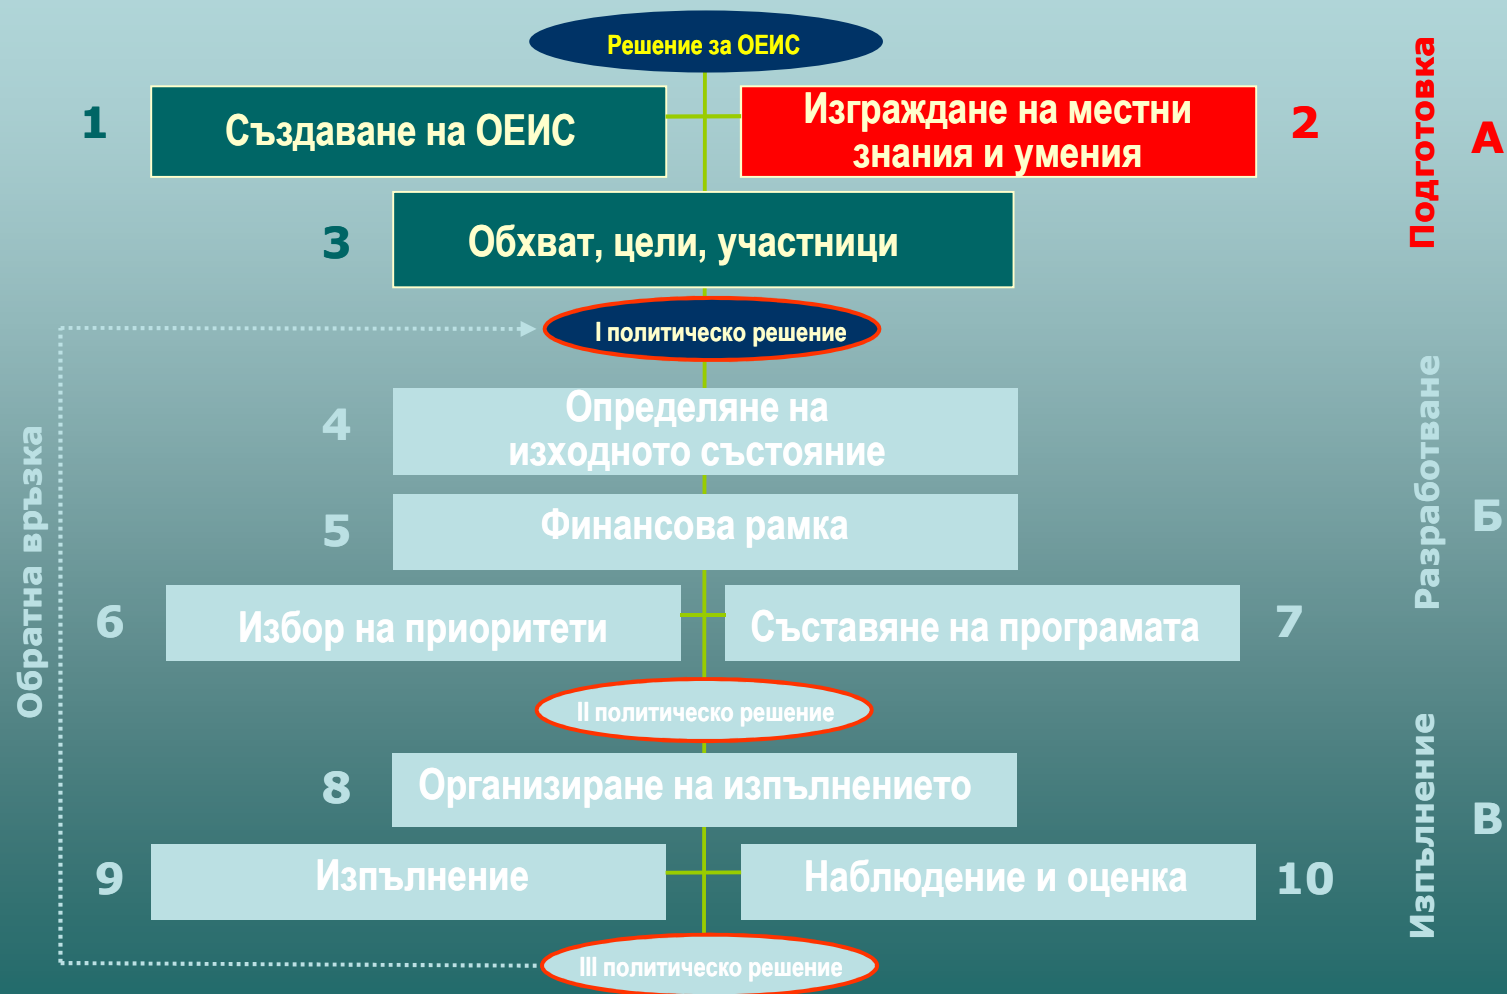 Решение за ОЕИС
1
Създаване на ОЕИС
Изграждане на местни
знания и умения
2
Подготовка
А
3
Обхват, цели, участници
I политическо решение
4
Определяне на
изходното състояние
5
Финансова рамка
6
Избор на приоритети
Съставяне на програмата
7
Разработване
Б
Обратна връзка
II политическо решение
8
Организиране на изпълнението
9
Изпълнение
Наблюдение и оценка
10
Изпълнение
В
III политическо решение